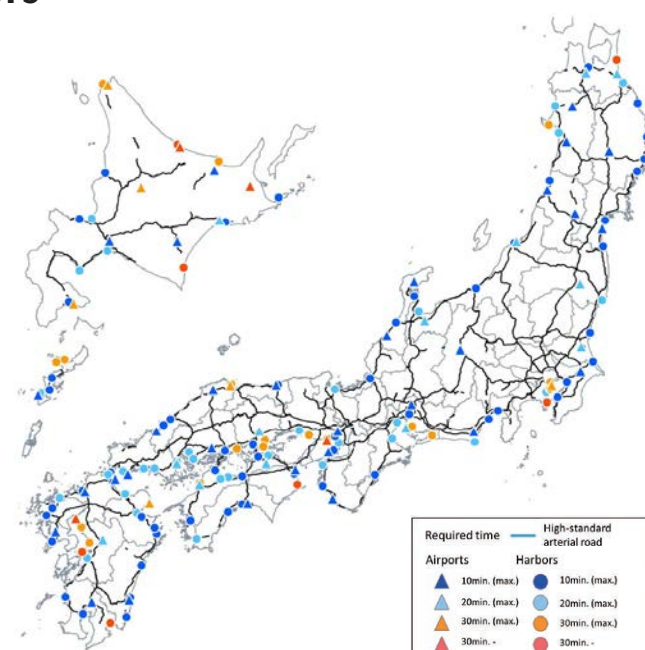 Required time High-standard
arterial road
Airports Harbors
10min. (max.) 10min. (max.)
20min. (max.) 20min. (max.)
30min. (max.) 30min. (max.)
30min. - 30min. -